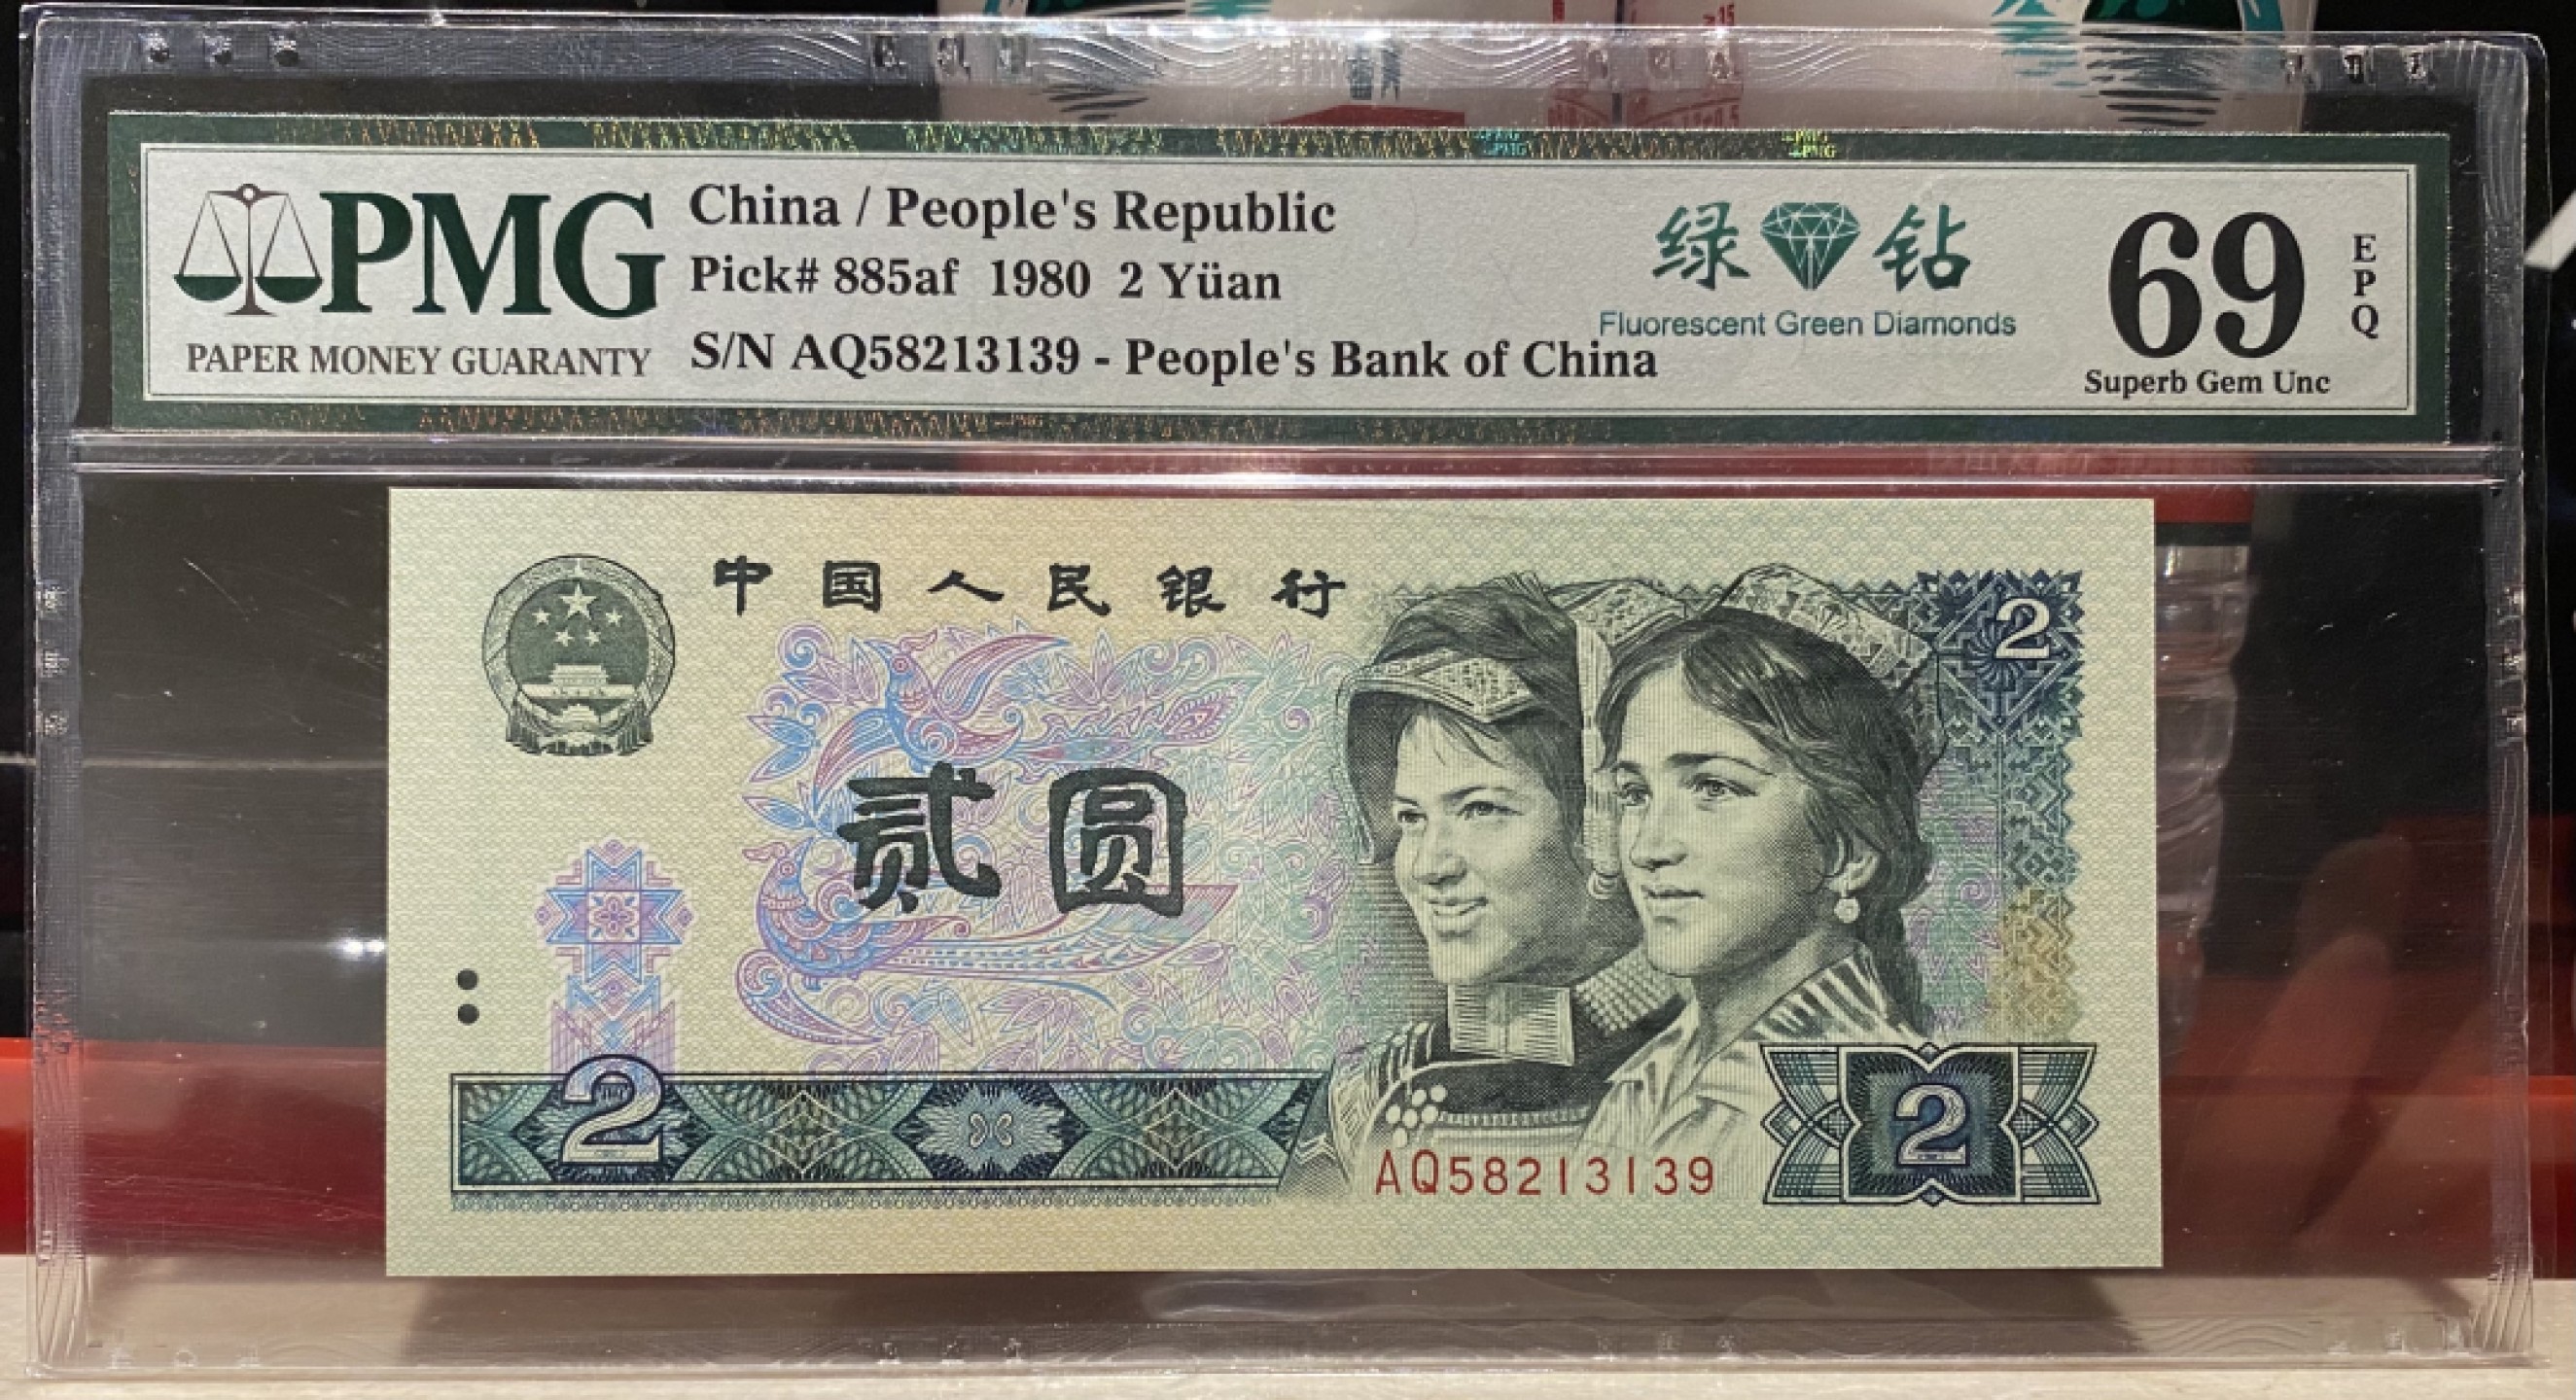 PMG
PAPER MONEY GUARANTY
China / People's Republic
Pick# 885af 1980 2 Yüan
S/N AQ58213139 - People's Bank of China
绿钻
Fluorescent Green Diamonds
69
EPQ
Superb Gem Unc
中国人民银行
2
贰圆
2
2
AQ58213139